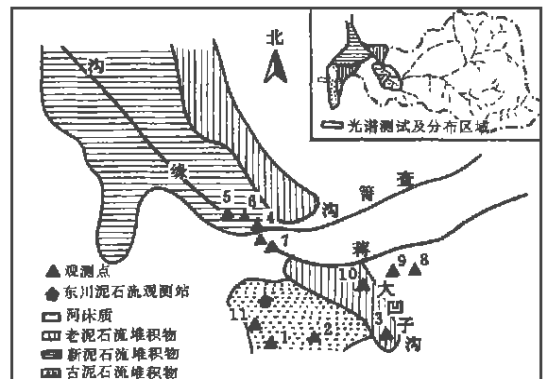 北
光谱测试及分布区域
沟
查箐沟
5 6
4
7
蒋
10 9 8
大凹子沟
11
1 2 3
观测点
东川泥石流观测站
河床质
老泥石流堆积物
新泥石流堆积物
古泥石流堆积物